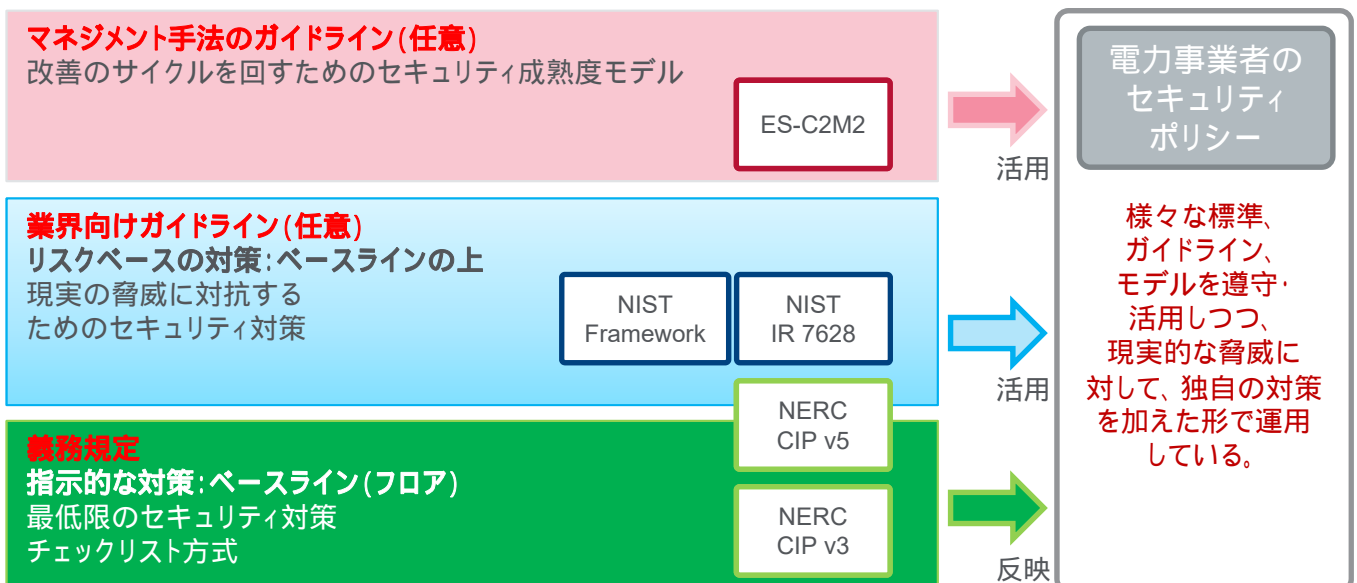 マネジメント手法のガイドライン(任意)
改善のサイクルを回すためのセキュリティ成熟度モデル
ES-C2M2
活用
業界向けガイドライン(任意)
リスクベースの対策:ベースラインの上
現実の脅威に対抗する
ためのセキュリティ対策
NIST
Framework
NIST
IR 7628
活用
NERC
CIP v5
義務規定
指示的な対策:ベースライン(フロア)
最低限のセキュリティ対策
チェックリスト方式
NERC
CIP v3
反映
電力事業者の
セキュリティ
ポリシー
様々な標準、
ガイドライン、
モデルを遵守・
活用しつつ、
現実的な脅威に
対して、独自の対策
を加えた形で運用
している。